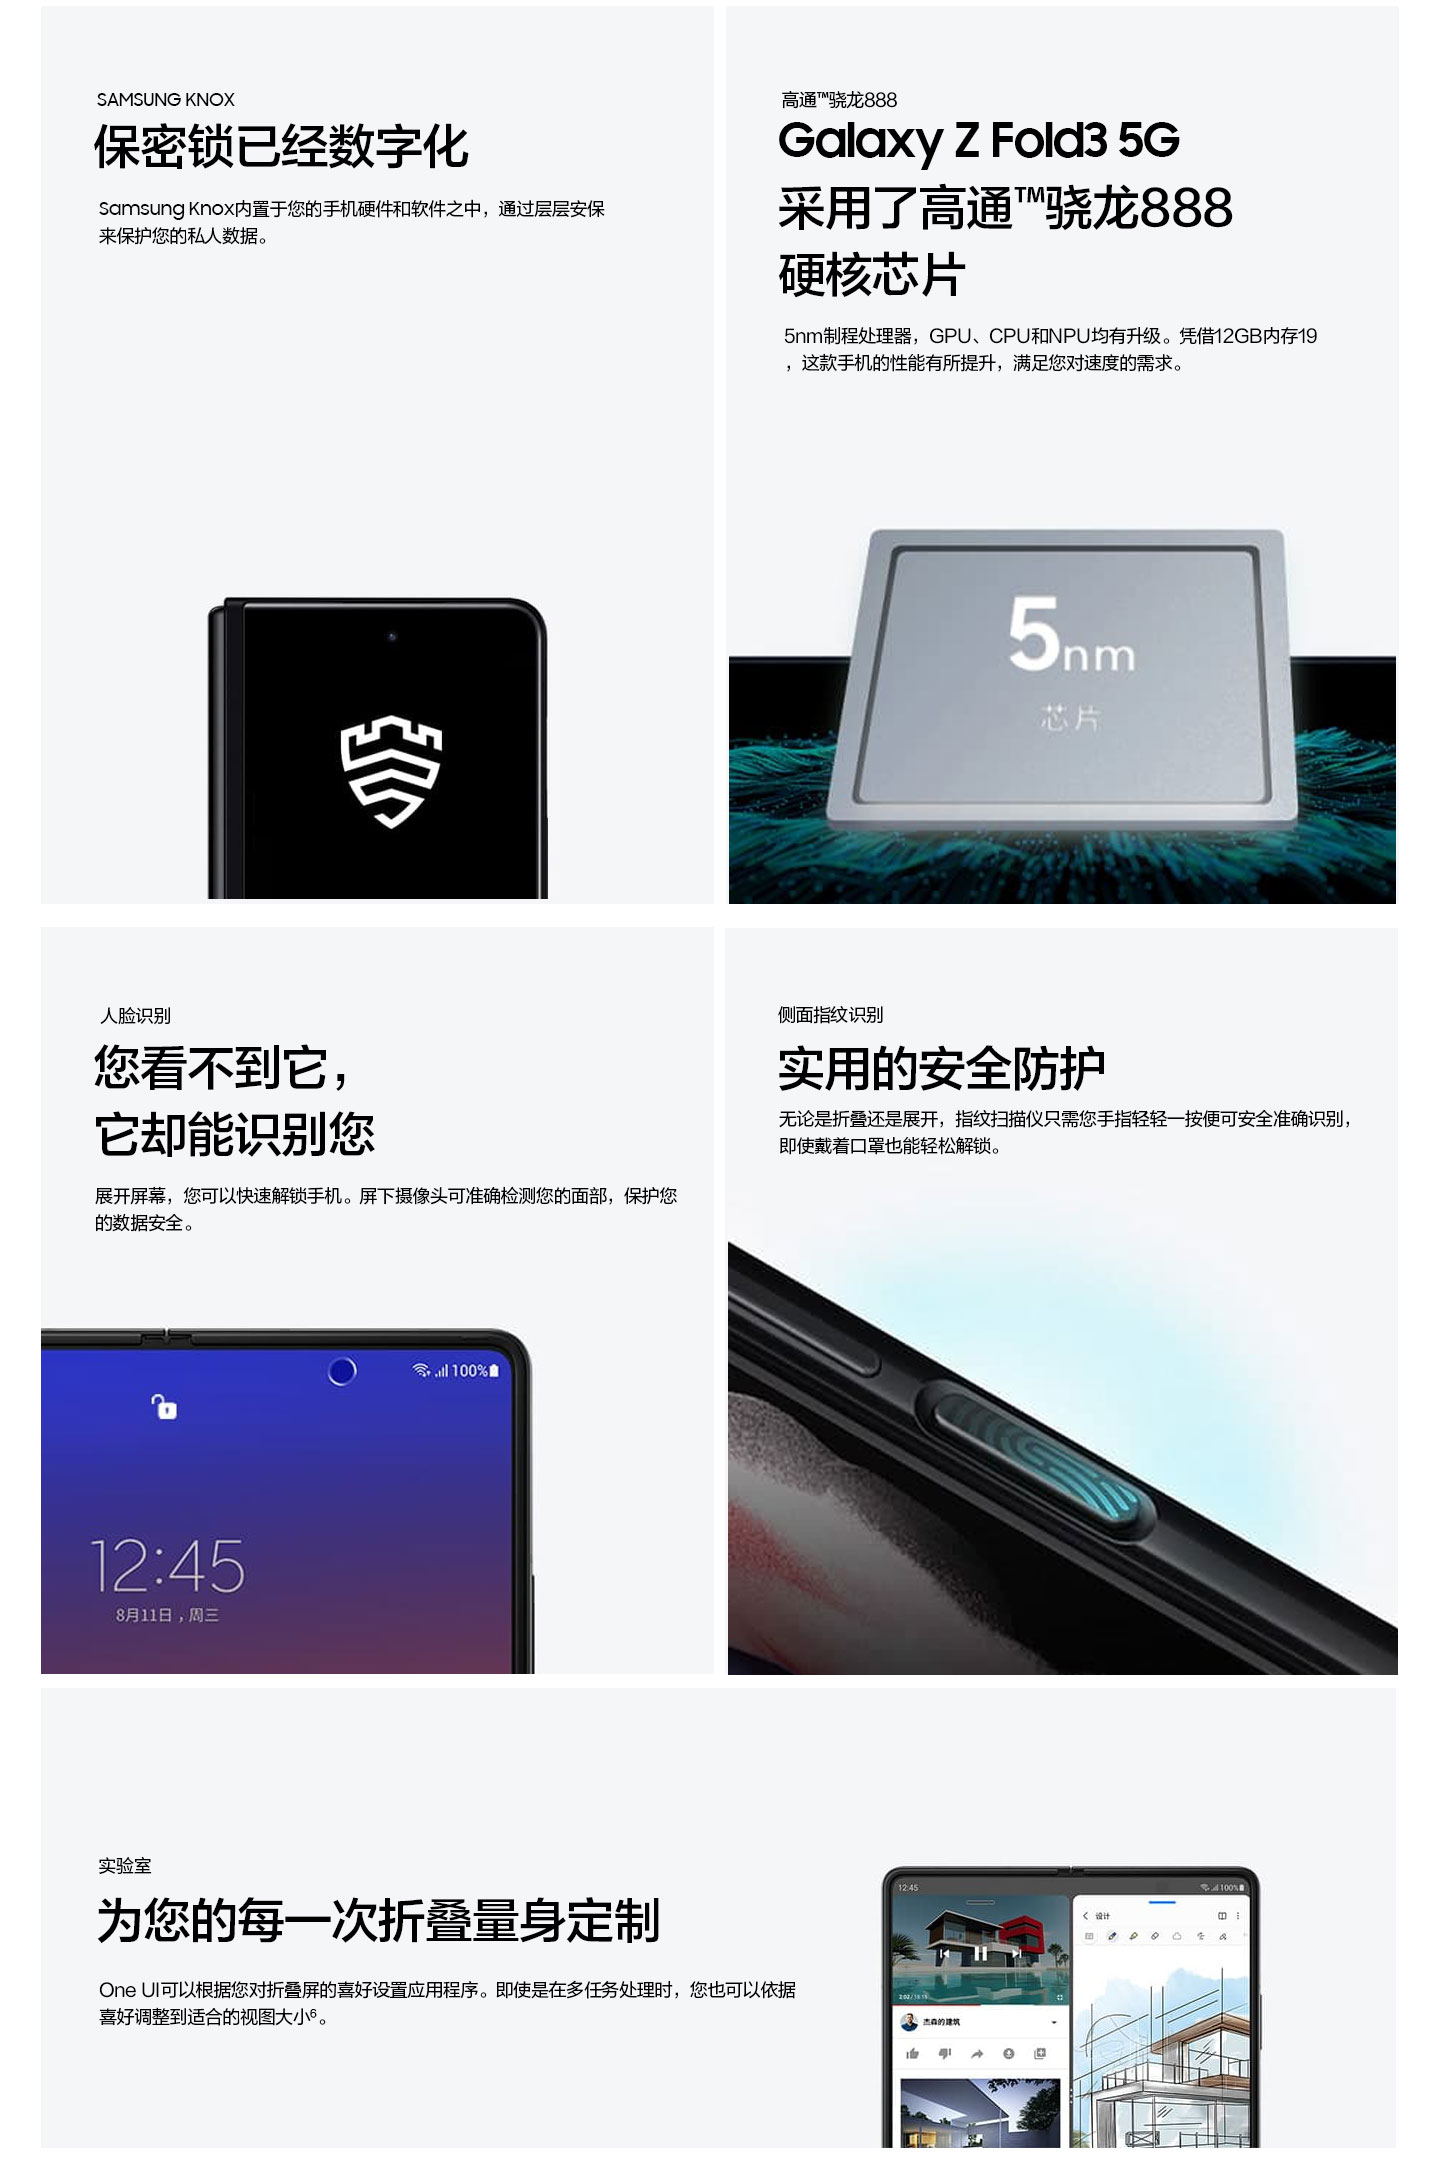 SAMSUNG KNOX
保密锁已经数字化
Samsung Knox内置于您的手机硬件和软件之中，通过层层安保
来保护您的私人数据。
高通™骁龙888
Galaxy Z Fold3 5G
采用了高通™骁龙888
硬核芯片
5nm制程处理器，GPU、CPU和NPU均有升级。凭借12GB内存19
，这款手机的性能有所提升，满足您对速度的需求。
5nm
芯片
人脸识别
您看不到它，
它却能识别您
展开屏幕，您可以快速解锁手机。屏下摄像头可准确检测您的面部，保护您
的数据安全。
100%
12:45
8月11日，周三
侧面指纹识别
实用的安全防护
无论是折叠还是展开，指纹扫描仪只需您手指轻轻一按便可安全准确识别，
即使戴着口罩也能轻松解锁。
实验室
为您的每一次折叠量身定制
One UI可以根据您对折叠屏的喜好设置应用程序。即使是在多任务处理时，您也可以依据
喜好调整到适合的视图大小⁶。
12:45
100%
设计
杰森的建筑